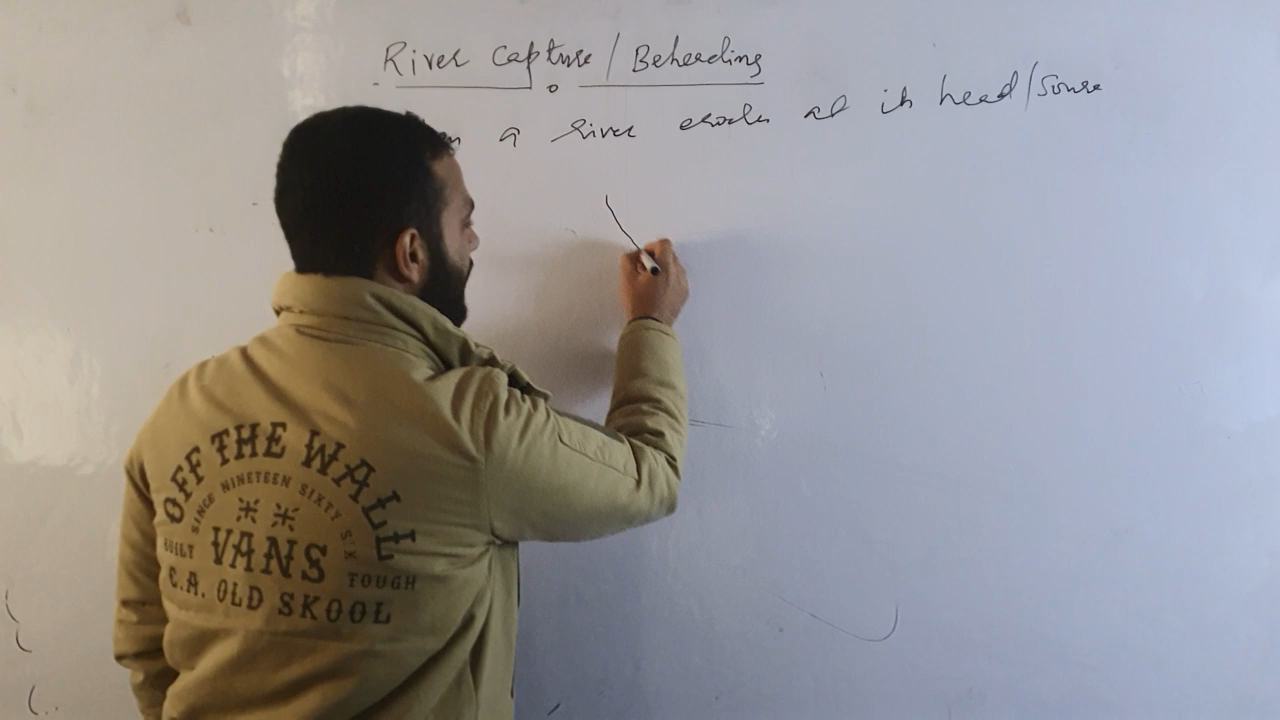 River Capture / Beheading
a River erodes at its head/Source
OFF THE WALL
SINCE NINETEEN SIXTY SIX
VANS
BUILT TOUGH
C.A. OLD SKOOL